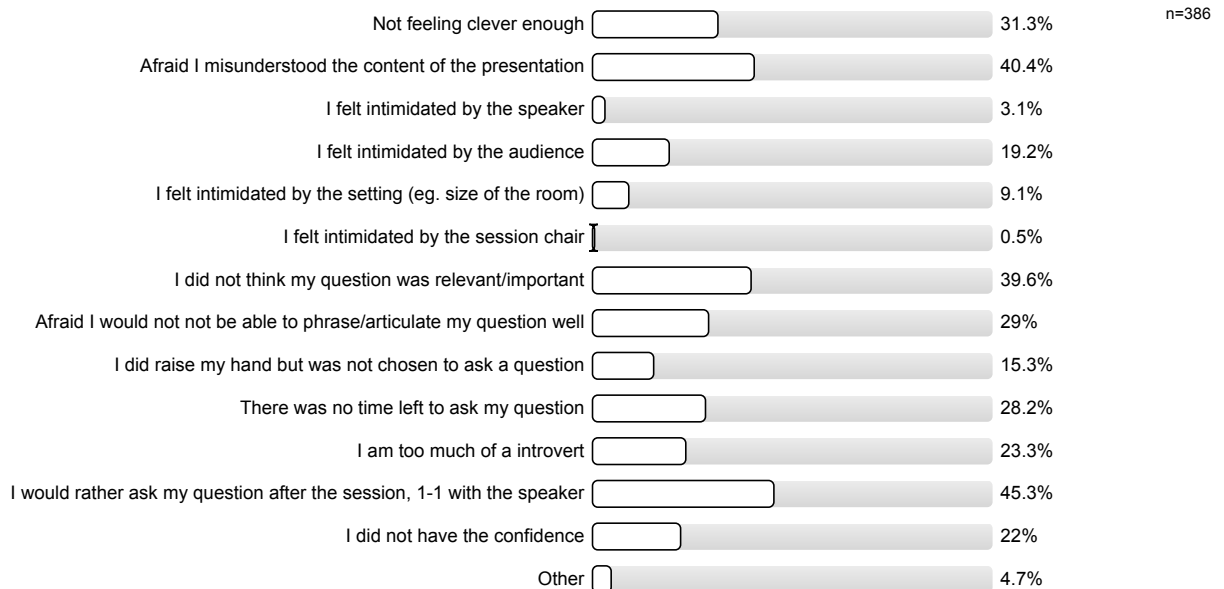 n=386
Not feeling clever enough 31.3%
Afraid I misunderstood the content of the presentation 40.4%
I felt intimidated by the speaker 3.1%
I felt intimidated by the audience 19.2%
I felt intimidated by the setting (eg. size of the room) 9.1%
I felt intimidated by the session chair 0.5%
I did not think my question was relevant/important 39.6%
Afraid I would not not be able to phrase/articulate my question well 29%
I did raise my hand but was not chosen to ask a question 15.3%
There was no time left to ask my question 28.2%
I am too much of a introvert 23.3%
I would rather ask my question after the session, 1-1 with the speaker 45.3%
I did not have the confidence 22%
Other 4.7%